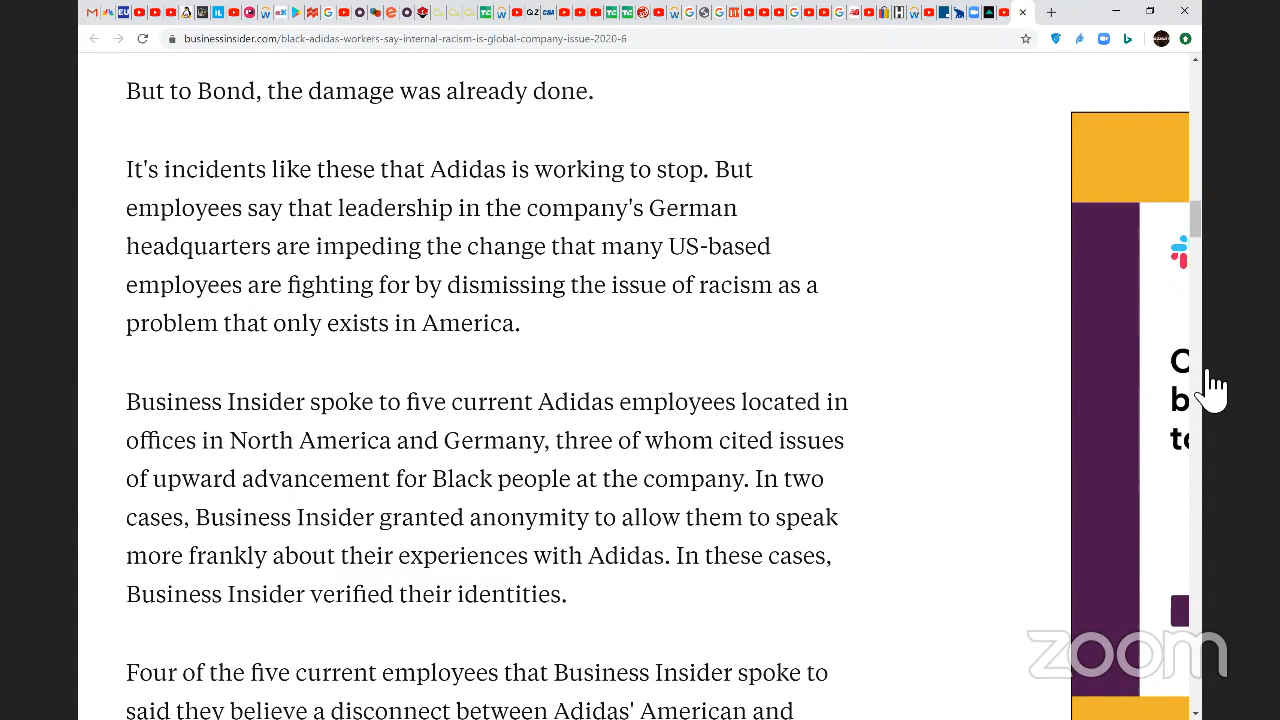 businessinsider.com/black-adidas-workers-say-internal-racism-is-global-company-issue-2020-6
But to Bond, the damage was already done.
It's incidents like these that Adidas is working to stop. But
employees say that leadership in the company's German
headquarters are impeding the change that many US-based
employees are fighting for by dismissing the issue of racism as a
problem that only exists in America.
Business Insider spoke to five current Adidas employees located in
offices in North America and Germany, three of whom cited issues
of upward advancement for Black people at the company. In two
cases, Business Insider granted anonymity to allow them to speak
more frankly about their experiences with Adidas. In these cases,
Business Insider verified their identities.
Four of the five current employees that Business Insider spoke to
said they believe a disconnect between Adidas' American and
zoom